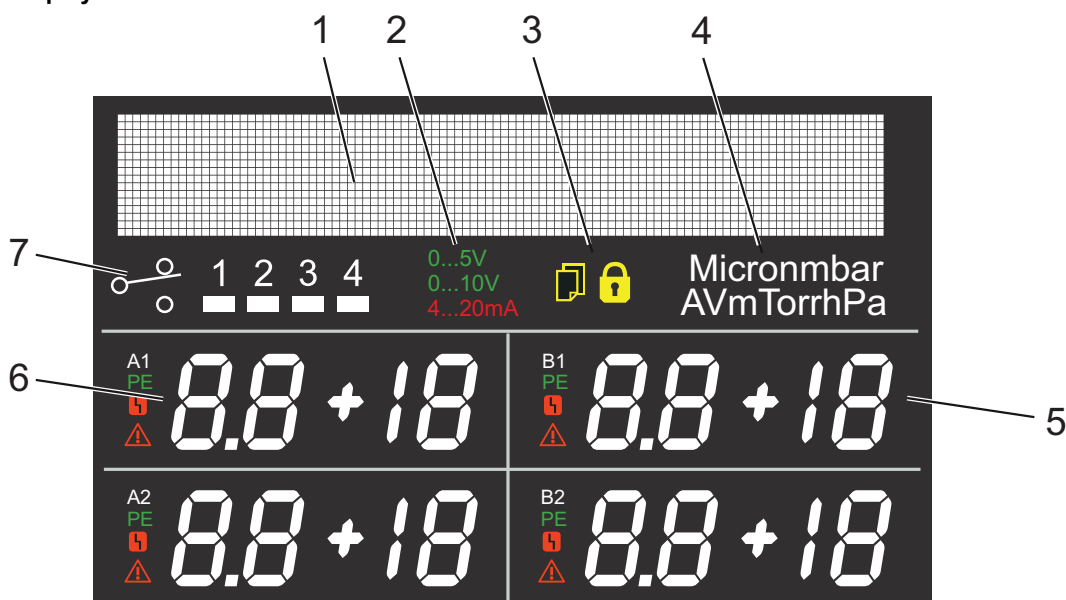 1 2 3 4
7
1 2 3 4
0...5V
0...10V
4...20mA
Micronmbar
AVmTorrhPa
6
A1
PE
8.8 + 18
B1
PE
8.8 + 18
5
A2
PE
8.8 + 18
B2
PE
8.8 + 18